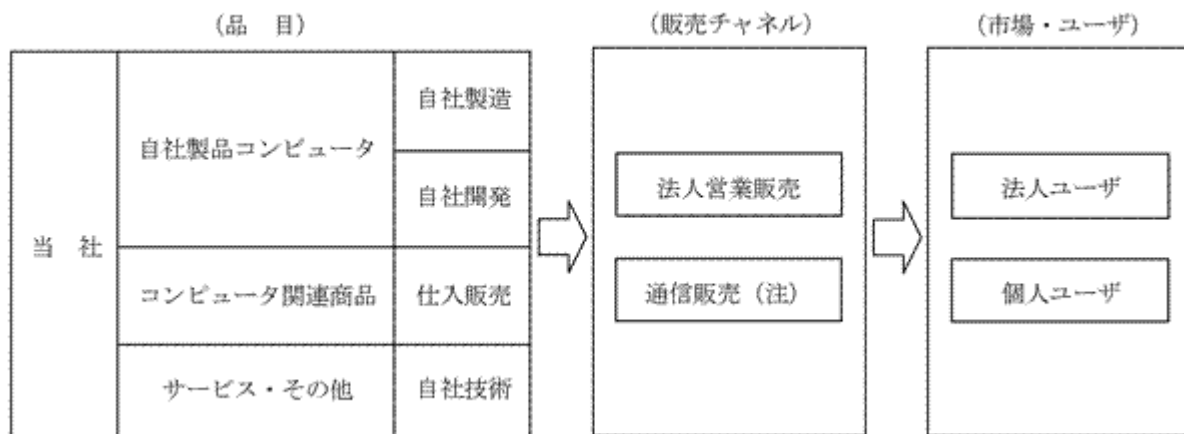 (品　目)
(販売チャネル)
(市場・ユーザ)
当　社
自社製品コンピュータ
自社製造
自社開発
コンピュータ関連商品
仕入販売
サービス・その他
自社技術
法人営業販売
通信販売（注）
法人ユーザ
個人ユーザ